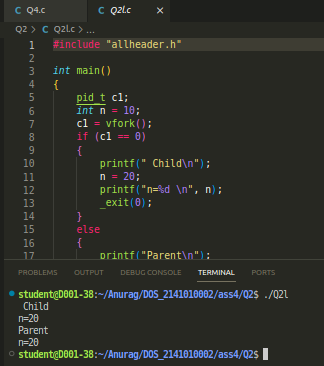 C Q4.c C Q2l.c ×
Q2 > C Q2l.c > ...
1 #include "allheader.h"
2
3 int main()
4 {
5 pid_t c1;
6 int n = 10;
7 c1 = vfork();
8 if (c1 == 0)
9 {
10 printf(" Child\n");
11 n = 20;
12 printf("n=%d \n", n);
13 _exit(0);
14 }
15 else
16 {
17 printf("Parent\n");
PROBLEMS OUTPUT DEBUG CONSOLE TERMINAL PORTS
student@D001-38:~/Anurag/DOS_2141010002/ass4/Q2$ ./Q2l
Child
n=20
Parent
n=20
student@D001-38:~/Anurag/DOS_2141010002/ass4/Q2$